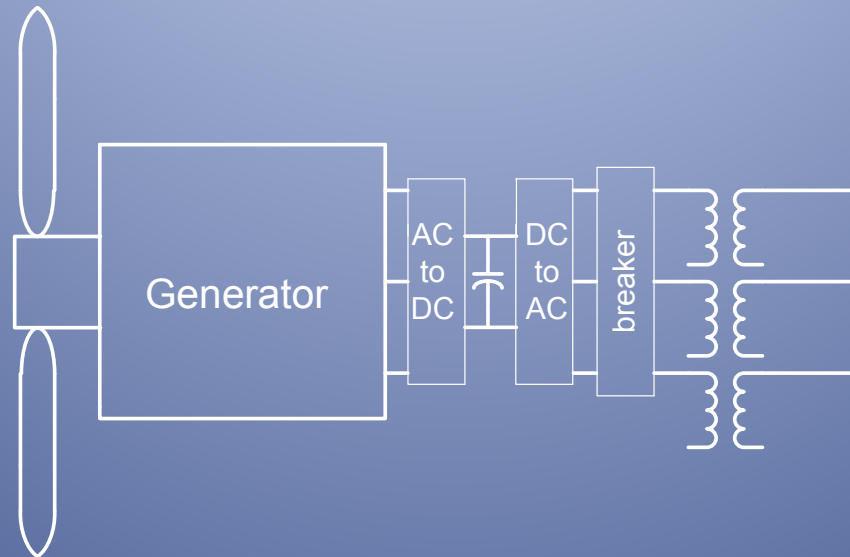 Generator
AC
to
DC
DC
to
AC
breaker